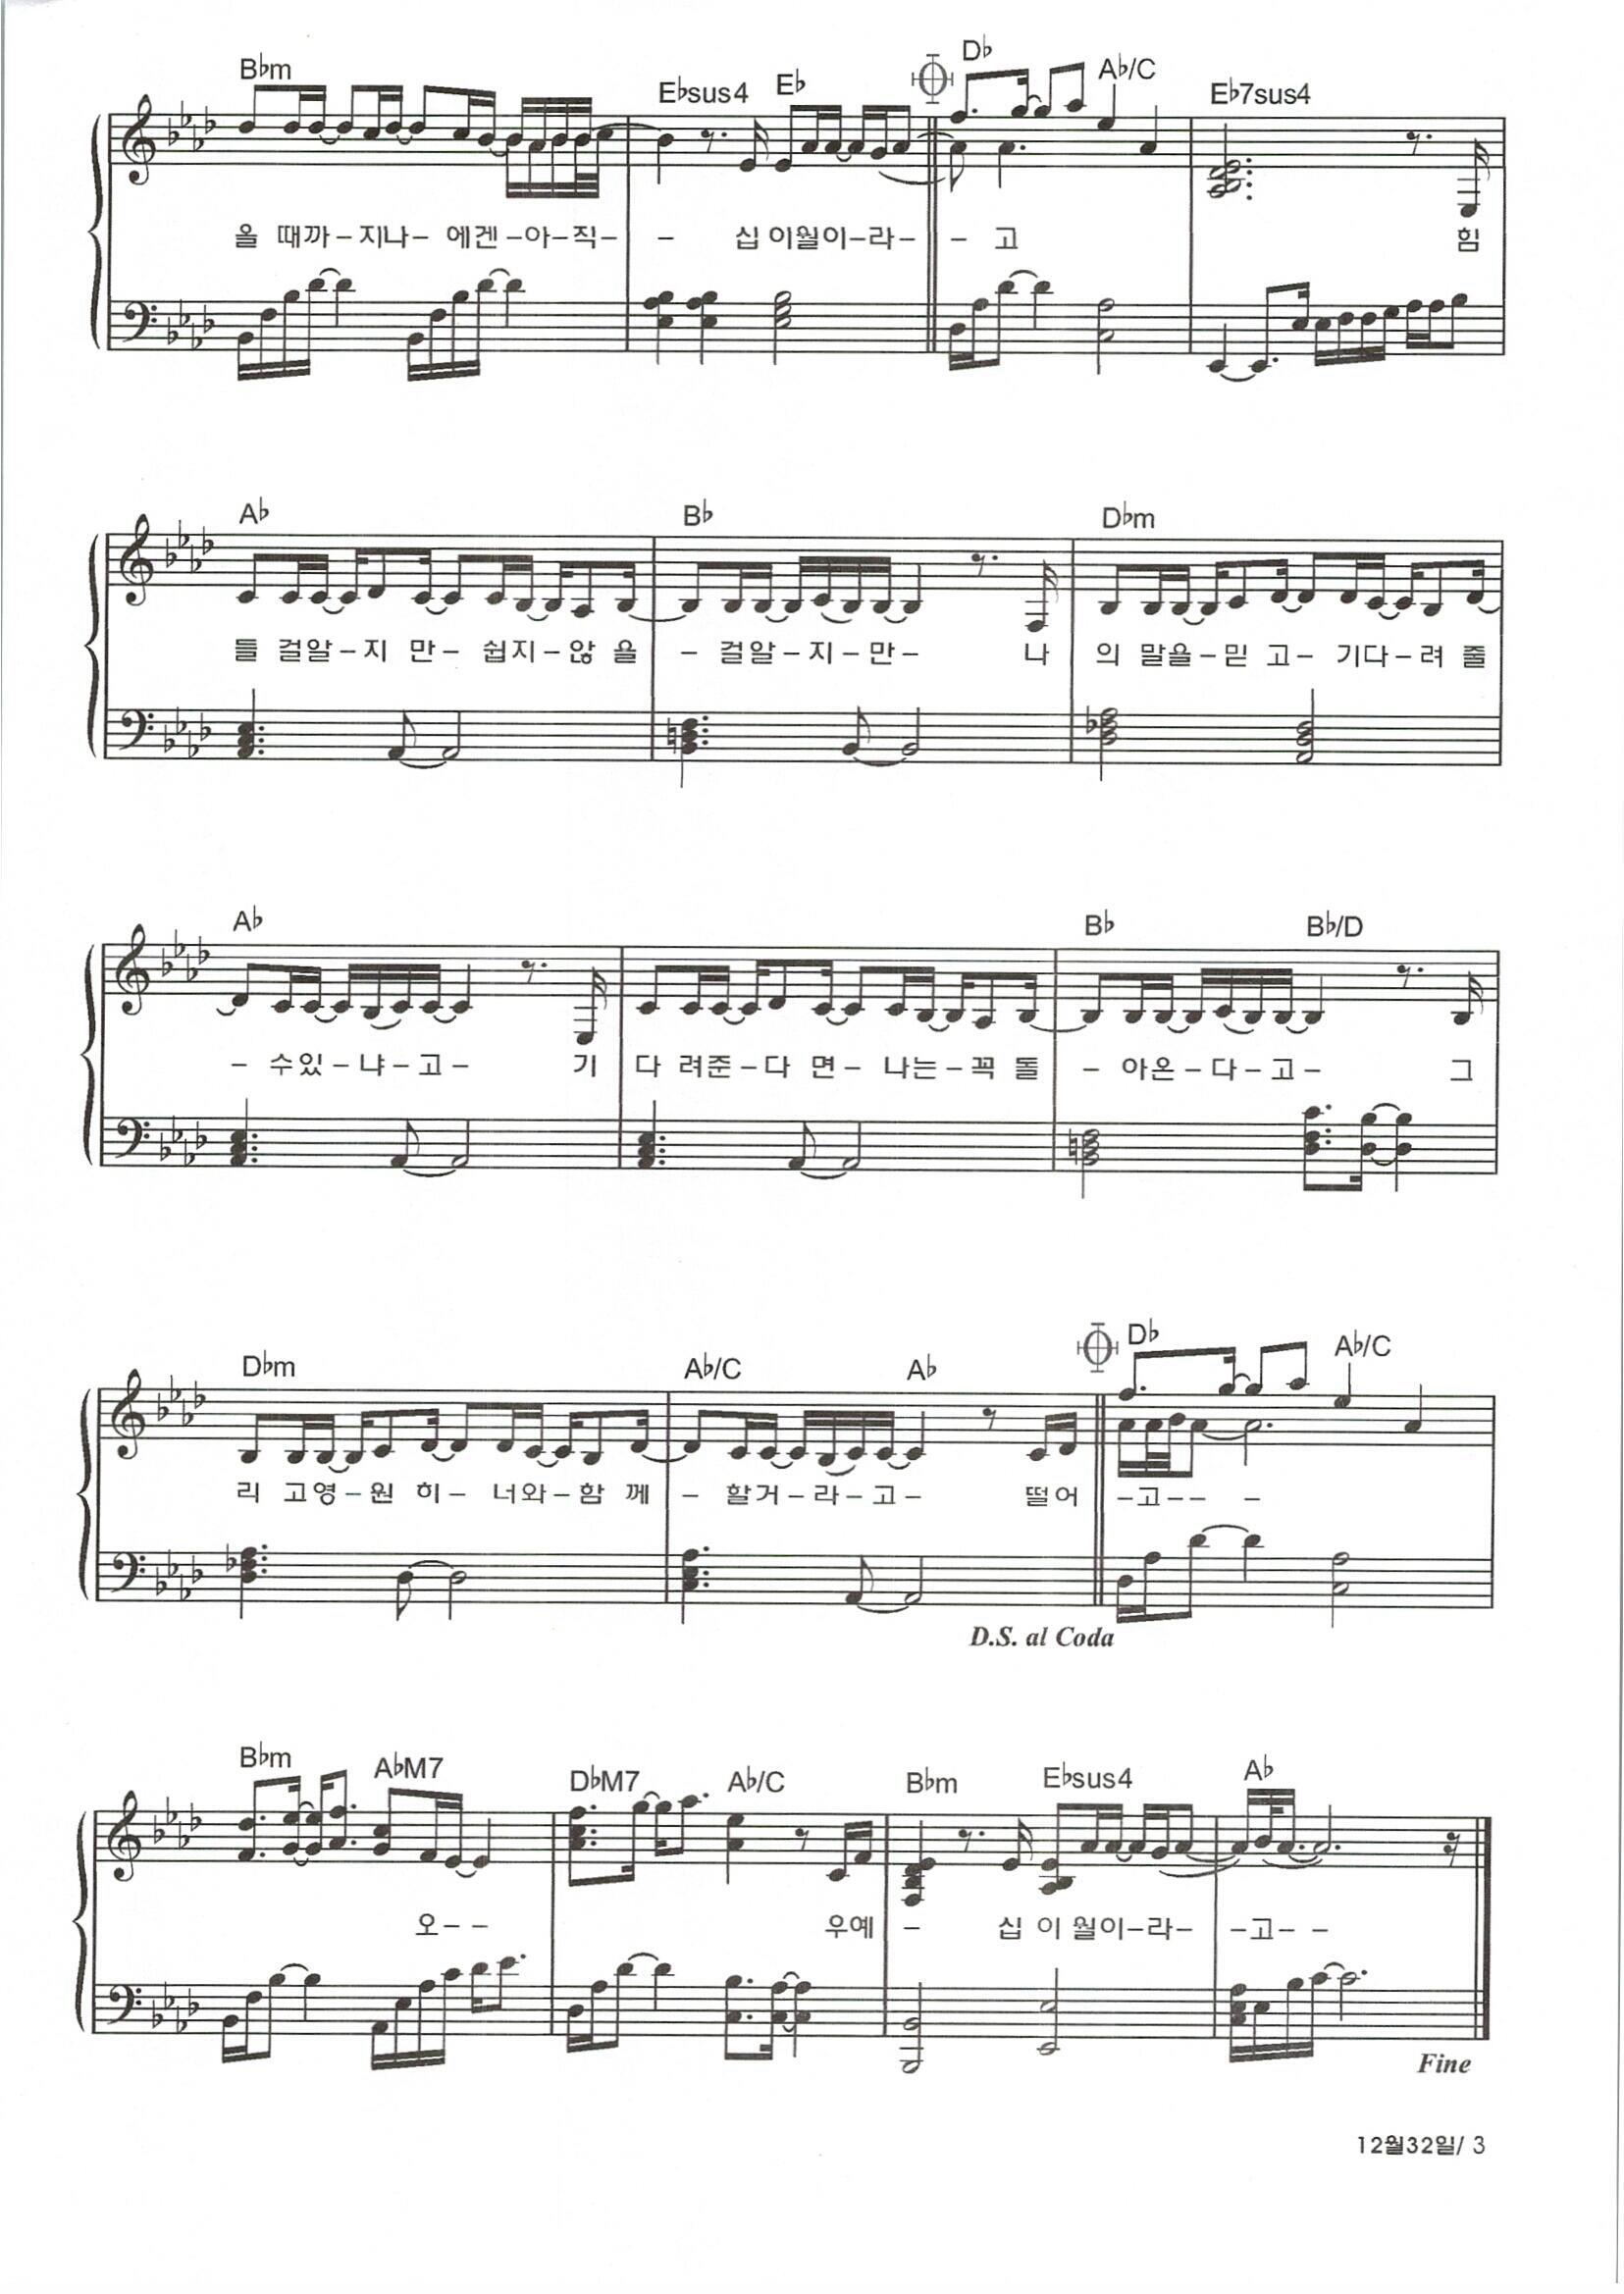 B♭m E♭sus4 E♭ D♭ A♭/C E♭7sus4
올 때까-지나- 에겐-아-직- - 십 이월이-라- - 고 힘
A♭ B♭ D♭m
들 걸알-지 만- 쉽지-않 을 - 걸알-지-만- 나 의 말을-믿 고- 기다-려 줄
A♭ B♭ B♭/D
- 수있-냐-고- 기 다 려준-다 면- 나는-꼭 돌 - 아온-다-고- 그
D♭m A♭/C A♭ D♭ A♭/C
리 고영-원 히- 너와-함 께 - 할거-라-고- 떨어 -고-- -
D.S. al Coda
B♭m A♭M7 D♭M7 A♭/C B♭m E♭sus4 A♭
오-- 우예 - 십 이 월이-라- -고- -
Fine
12월32일/ 3